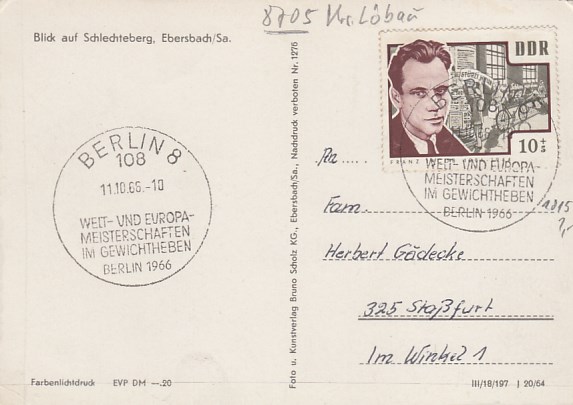 8705 Kr. Löbau
Blick auf Schlechteberg, Ebersbach/Sa.
DDR
10+5
FRANZ
BERLIN 8
108
11.10.66.-10
WELT- UND EUROPA-
MEISTERSCHAFTEN
IM GEWICHTHEBEN
BERLIN 1966
108
WELT- UND EUROPA-
MEISTERSCHAFTEN
IM GEWICHTHEBEN
BERLIN 1966
An ....
Fam.
1,-
Herbert Gädecke
325 Staßfurt
Im Winkel 1
Foto u. Kunstverlag Bruno Scholz KG., Ebersbach/Sa., Nachdruck verboten Nr. 1276
Farbenlichtdruck EVP DM —.20
III/18/197 J 20/64